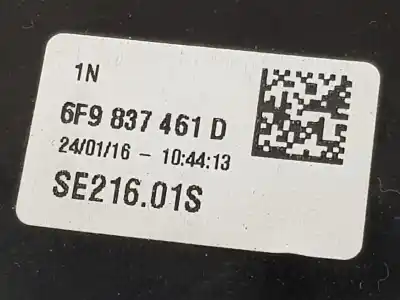 1N
6F9 837 461 D
24/01/16 - 10:44:13
SE216.01S